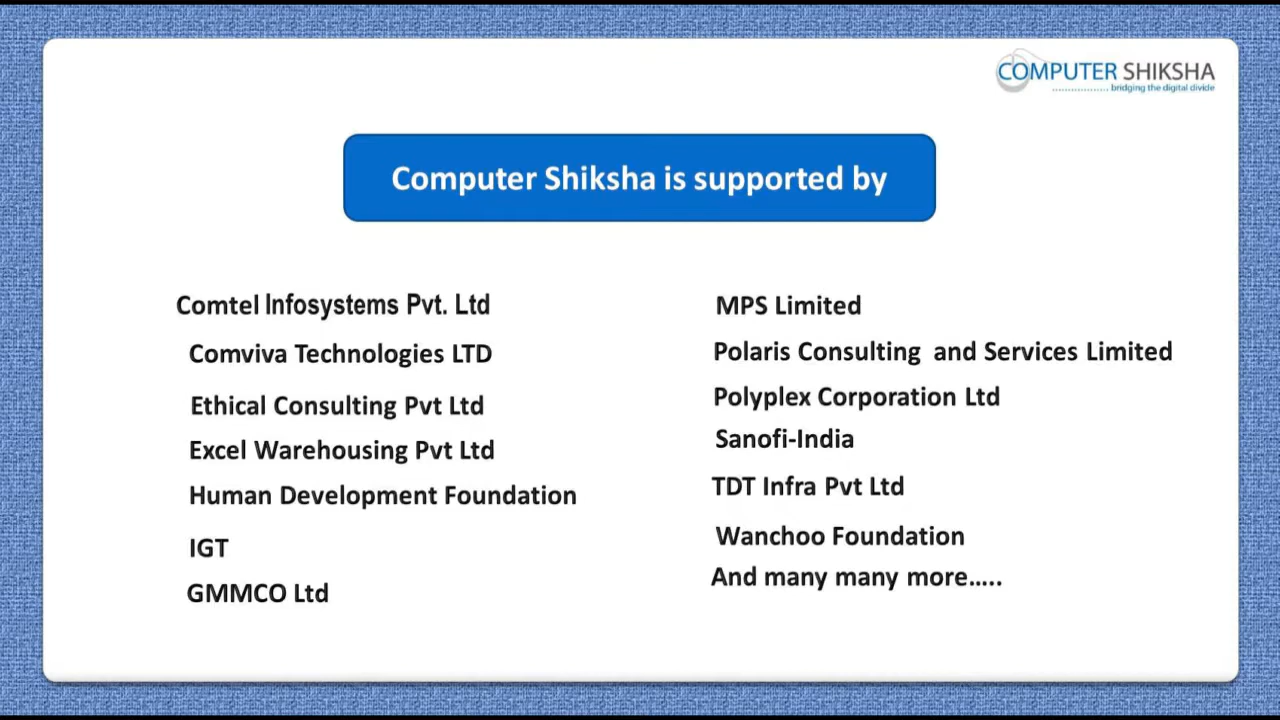 COMPUTER SHIKSHA
bridging the digital divide
Computer Shiksha is supported by
Comtel Infosystems Pvt. Ltd
Comviva Technologies LTD
Ethical Consulting Pvt Ltd
Excel Warehousing Pvt Ltd
Human Development Foundation
IGT
GMMCO Ltd
MPS Limited
Polaris Consulting  and Services Limited
Polyplex Corporation Ltd
Sanofi-India
TDT Infra Pvt Ltd
Wanchoo Foundation
And many many more…..